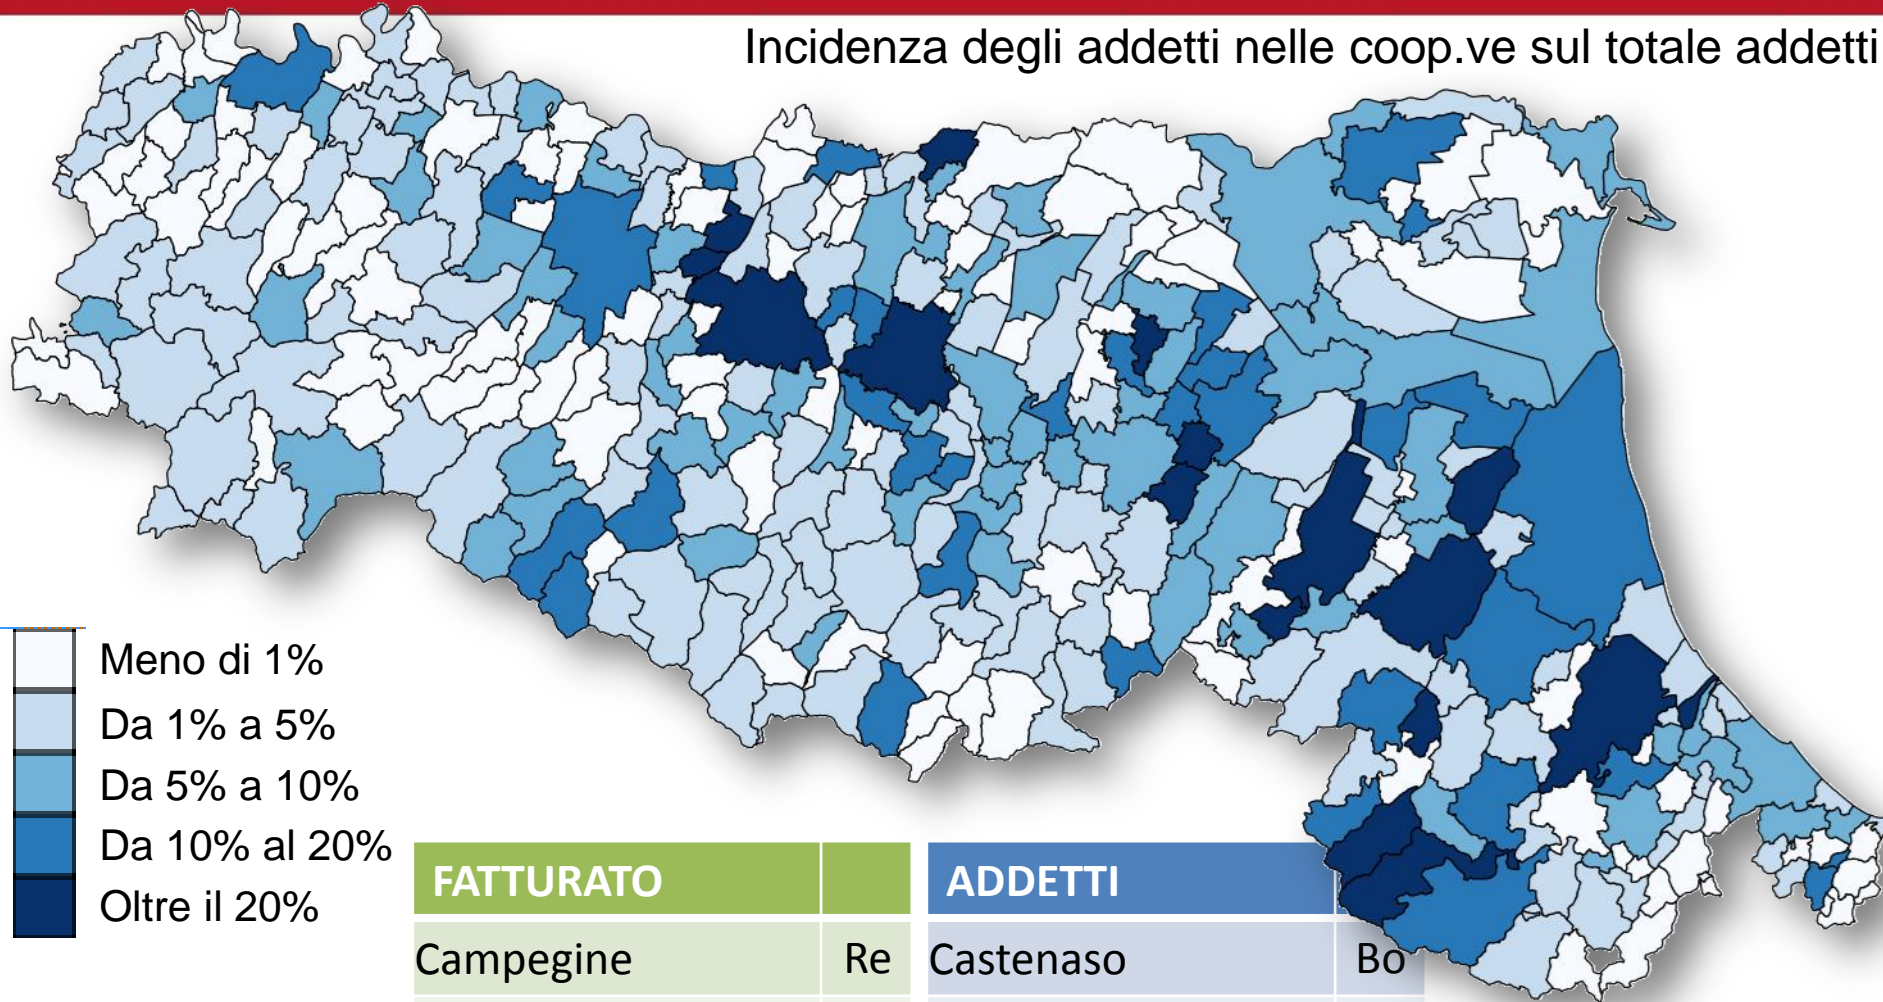 Incidenza degli addetti nelle coop.ve sul totale addetti
Meno di 1%
Da 1% a 5%
Da 5% a 10%
Da 10% al 20%
Oltre il 20%
FATTURATO
Campegine Re
ADDETTI
Castenaso Bo